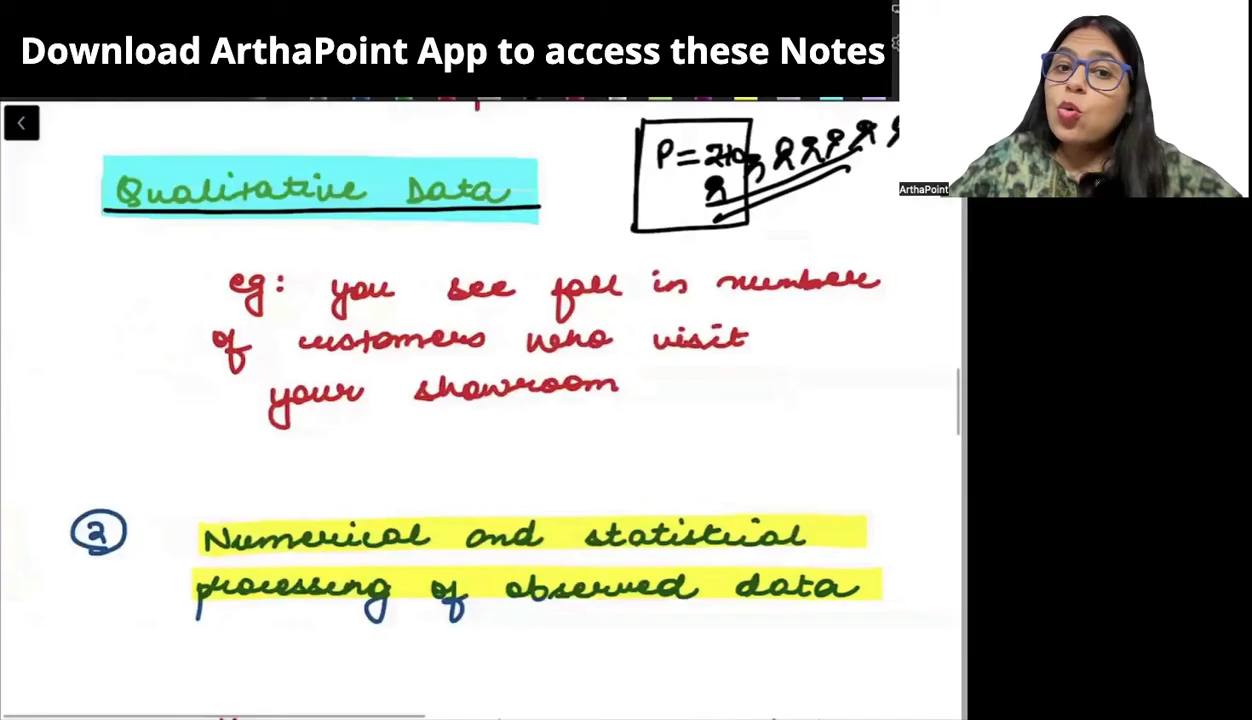 Download ArthaPoint App to access these Notes
ArthaPoint
Qualitative Data
eg: you see fall in number
of customers who visit
your showroom
2 Numerical and statistical
processing of observed data